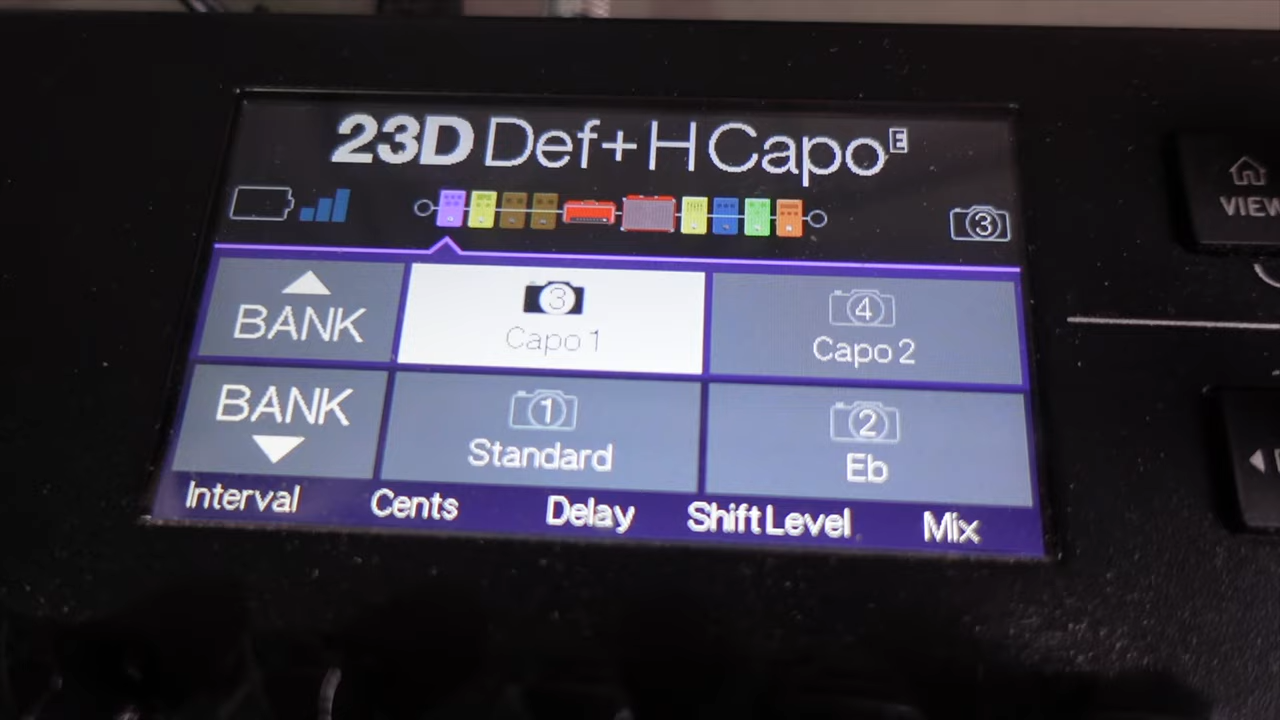 23D Def+HCapo E
3
BANK
3
Capo 1
4
Capo 2
BANK
1
Standard
2
Eb
Interval Cents Delay Shift Level Mix